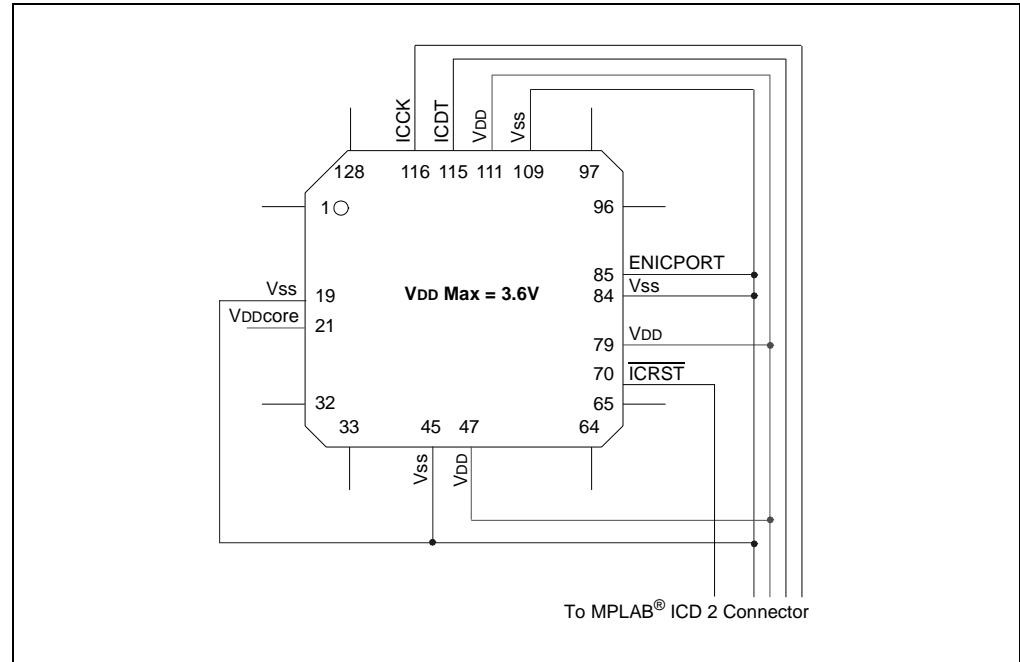 ICCK
ICDT
VDD
Vss
128 116 115 111 109 97
1
96
85 ENICPORT
84 Vss
VDD Max = 3.6V
Vss 19
VDDcore 21
79 VDD
70 ICRST
32
65
33 45 47 64
Vss
VDD
To MPLAB® ICD 2 Connector